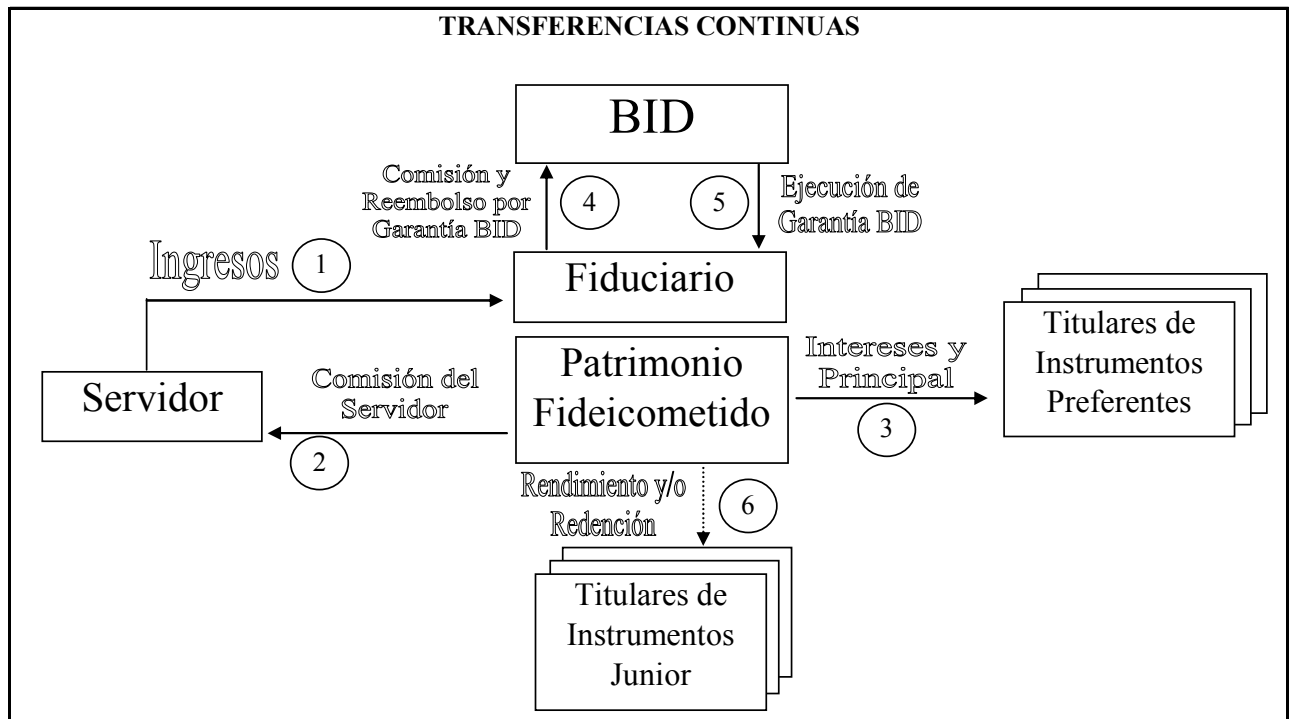 TRANSFERENCIAS CONTINUAS
BID
Comisión y
Reembolso por
Garantía BID
4
5
Ejecución de
Garantía BID
Ingresos
1
Fiduciario
Servidor
Comisión del
Servidor
2
Patrimonio
Fideicometido
Intereses y
Principal
3
Titulares de
Instrumentos
Preferentes
Rendimiento y/o
Redención
6
Titulares de
Instrumentos
Junior